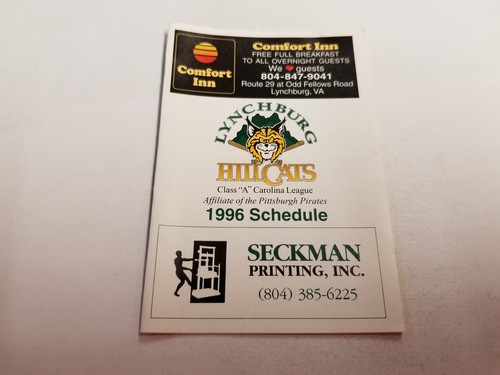 Comfort Inn
FREE FULL BREAKFAST
TO ALL OVERNIGHT GUESTS
We ❤ guests
804-847-9041
Route 29 at Odd Fellows Road
Lynchburg, VA
Comfort
Inn
LYNCHBURG
HILLCATS
Class "A" Carolina League
Affiliate of the Pittsburgh Pirates
1996 Schedule
SECKMAN
PRINTING, INC.
(804) 385-6225